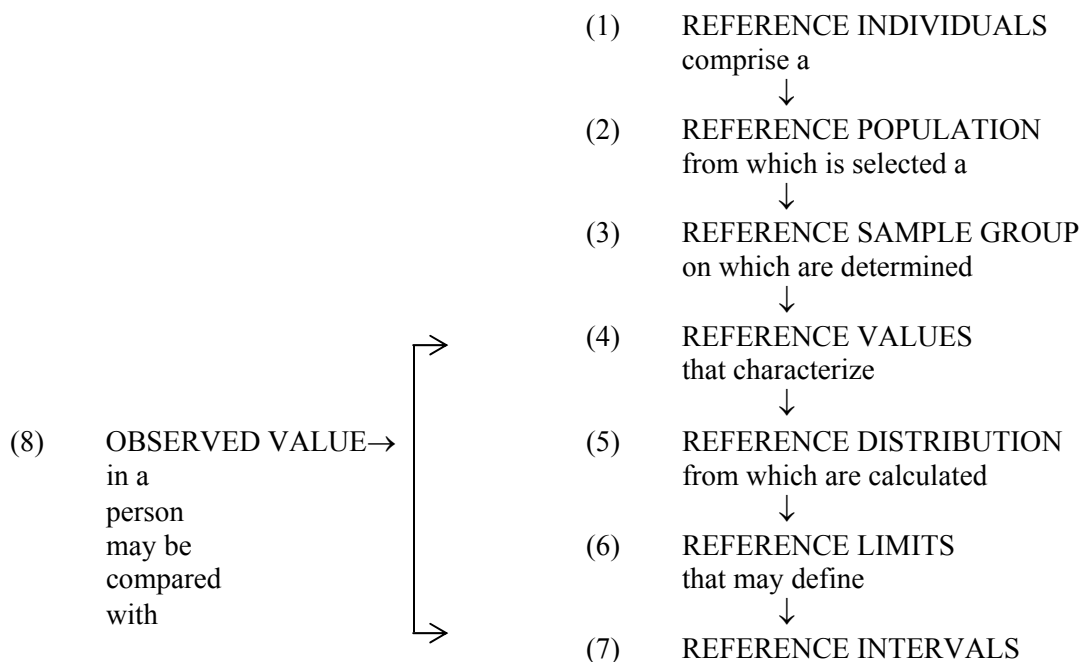 (1) REFERENCE INDIVIDUALS
comprise a
↓
(2) REFERENCE POPULATION
from which is selected a
↓
(3) REFERENCE SAMPLE GROUP
on which are determined
↓
(4) REFERENCE VALUES
that characterize
↓
(8) OBSERVED VALUE→
in a
person
may be
compared
with
(5) REFERENCE DISTRIBUTION
from which are calculated
↓
(6) REFERENCE LIMITS
that may define
↓
(7) REFERENCE INTERVALS